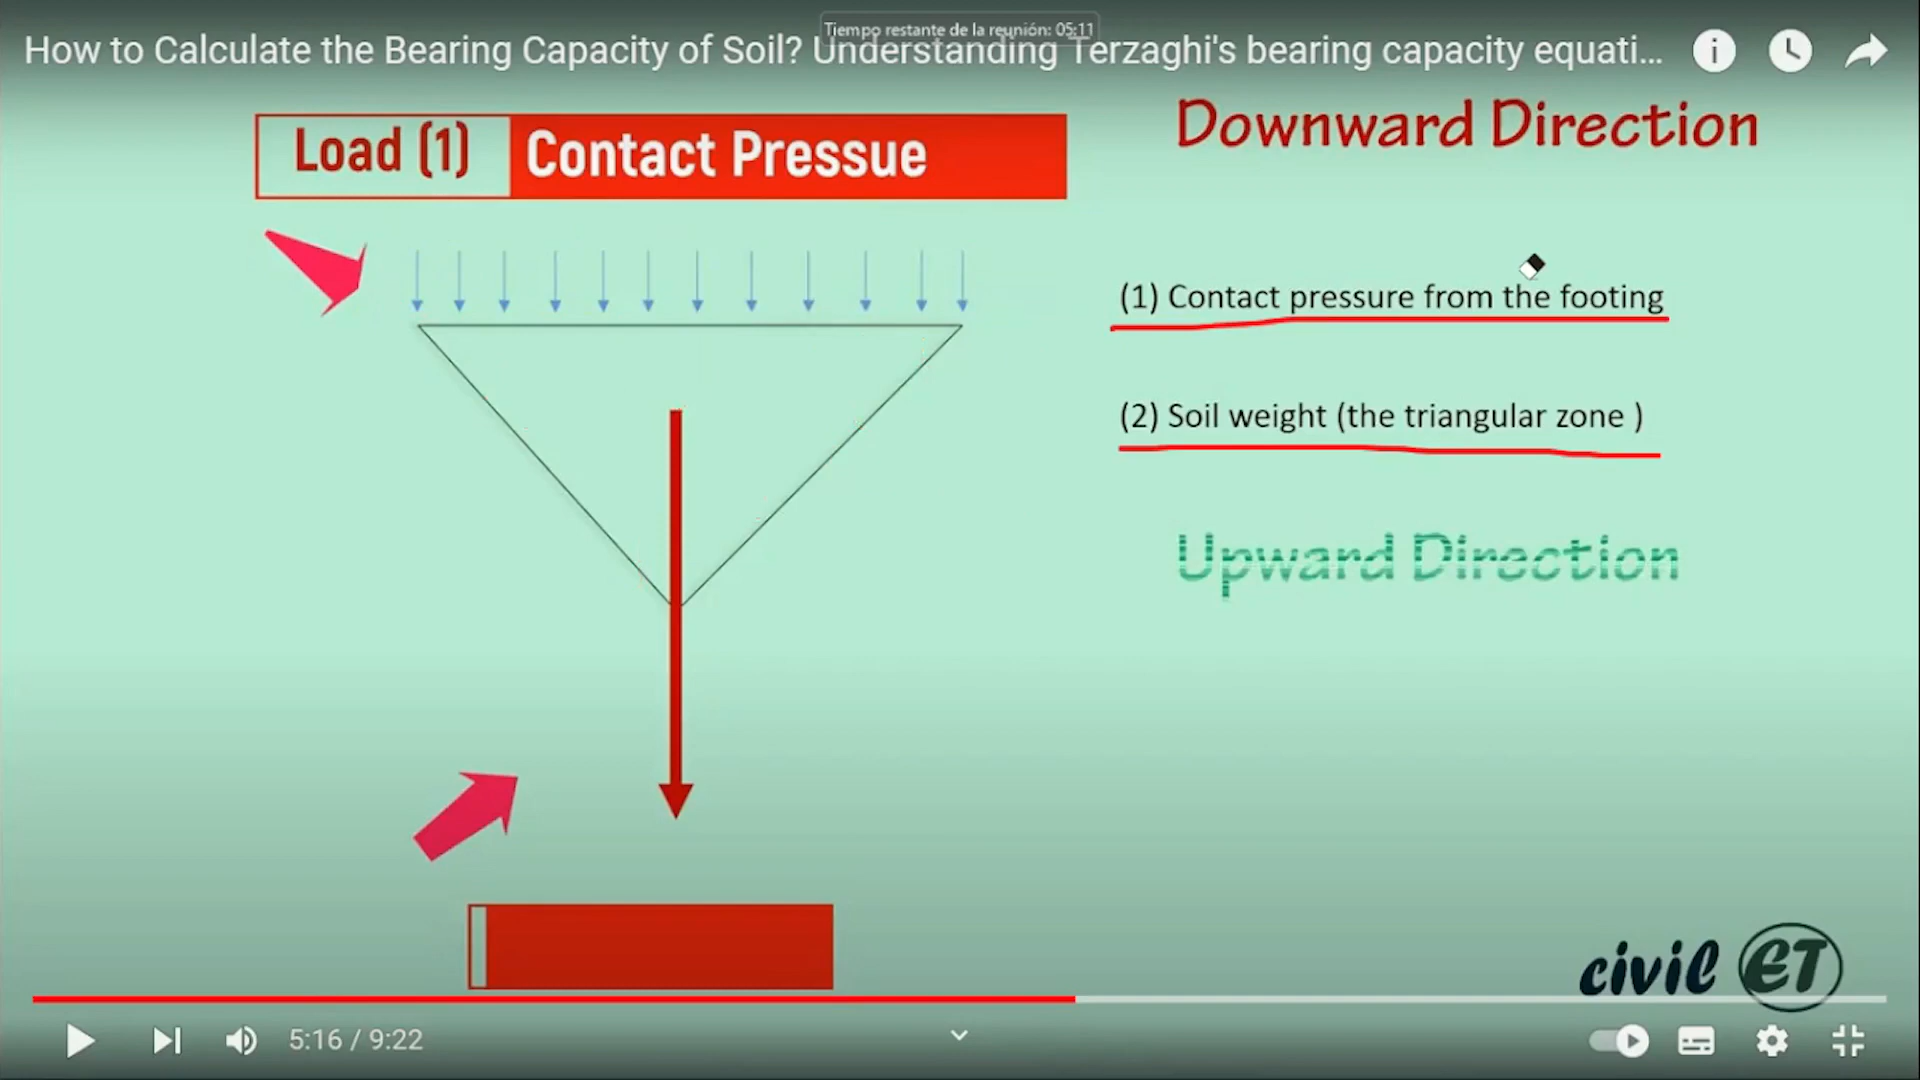 Tiempo restante de la reunión: 05:11
How to Calculate the Bearing Capacity of Soil? Understanding Terzaghi's bearing capacity equati...
Load (1) Contact Pressue
Downward Direction
(1) Contact pressure from the footing
(2) Soil weight (the triangular zone )
Upward Direction
civil ET
5:16 / 9:22